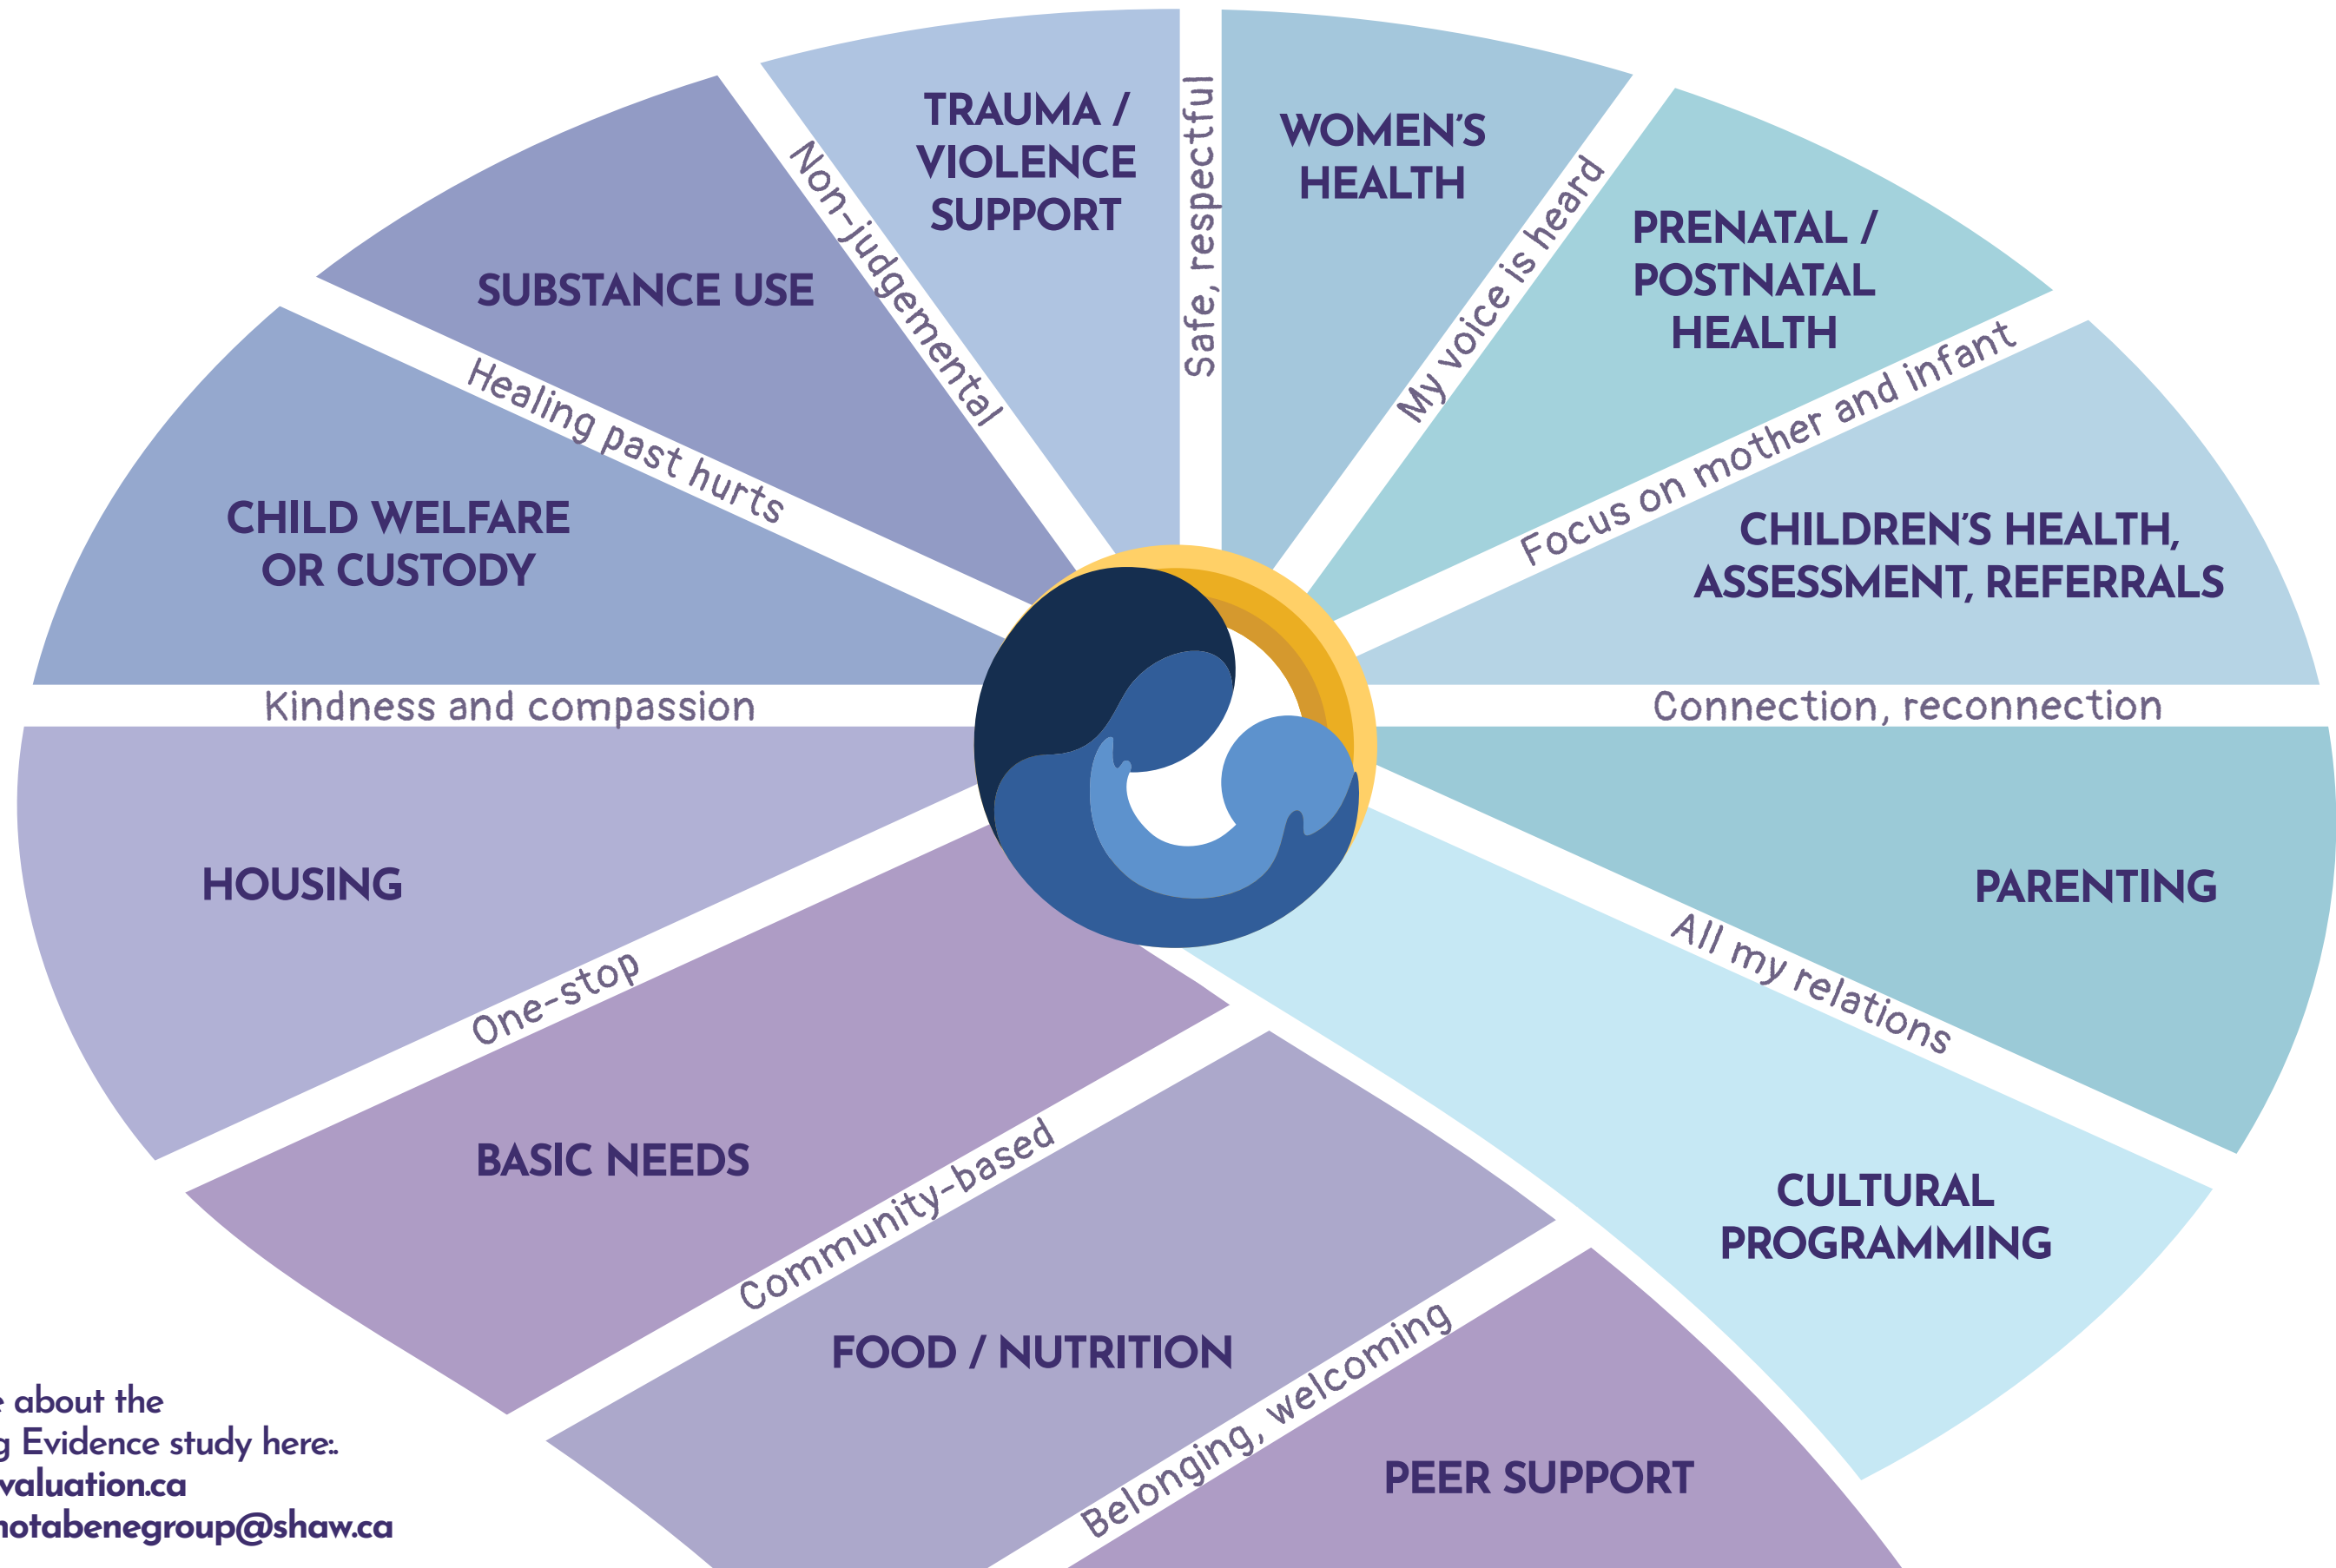 TRAUMA /
VIOLENCE
SUPPORT
Safe, respectful
WOMEN'S
HEALTH
My voice is heard
PRENATAL /
POSTNATAL
HEALTH
Focus on mother and infant
CHILDREN'S HEALTH,
ASSESSMENT, REFERRALS
Connection, reconnection
PARENTING
All my relations
CULTURAL
PROGRAMMING
PEER SUPPORT
Belonging, welcoming
FOOD / NUTRITION
Community-based
BASIC NEEDS
One-stop
HOUSING
Kindness and compassion
CHILD WELFARE
OR CUSTODY
Healing past hurts
SUBSTANCE USE
Non-judgemental
about the
Evidence study here:.
valuation.ca
notabenegroup@shaw.ca